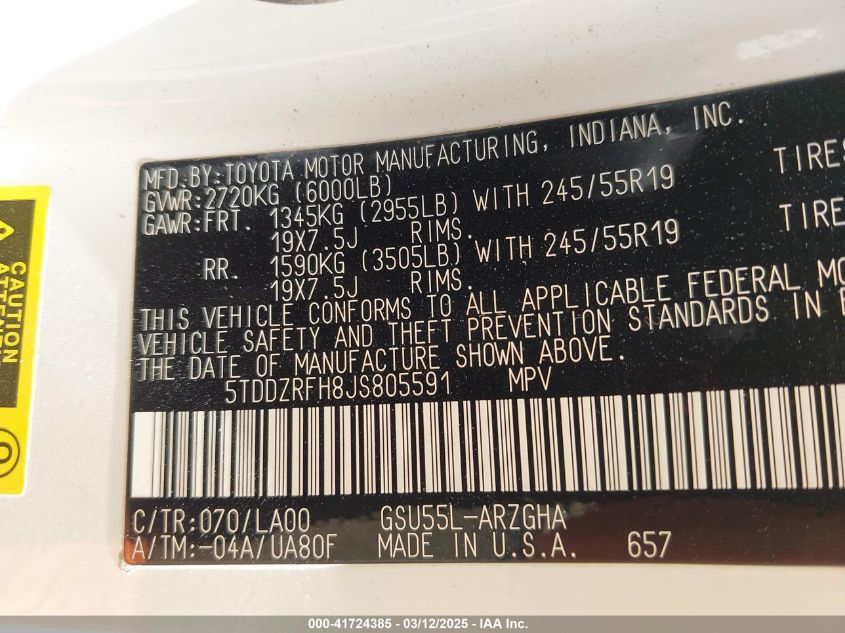 MFD.BY:TOYOTA MOTOR MANUFACTURING, INDIANA, INC.
GVWR:2720KG (6000LB)
GAWR:FRT. 1345KG (2955LB) WITH 245/55R19 TIRES
19X7.5J RIMS.
RR. 1590KG (3505LB) WITH 245/55R19 TIRES
19X7.5J RIMS.
THIS VEHICLE CONFORMS TO ALL APPLICABLE FEDERAL MO
VEHICLE SAFETY AND THEFT PREVENTION STANDARDS IN
THE DATE OF MANUFACTURE SHOWN ABOVE.
5TDDZRFH8JS805591 MPV
C/TR:070/LA00 GSU55L-ARZGHA
A/TM:-04A/UA80F MADE IN U.S.A. 657
CAUTION
000-41724385 - 03/12/2025 - IAA Inc.